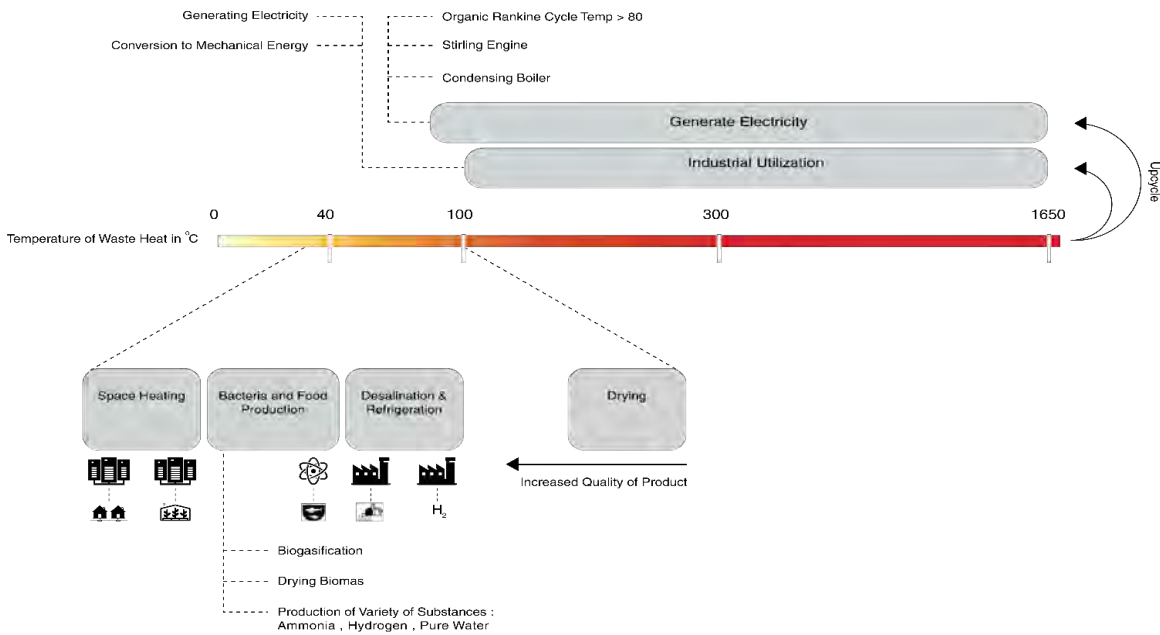 Generating Electricity
Conversion to Mechanical Energy
Organic Rankine Cycle Temp > 80
Stirling Engine
Condensing Boiler
Generate Electricity
Industrial Utilization
Upcycle
0
40
100
300
1650
Temperature of Waste Heat in °C
Space Heating
Bacteria and Food
Production
Desalination &
Refrigeration
Drying
Increased Quality of Product
H₂
Biogasification
Drying Biomas
Production of Variety of Substances :
Ammonia , Hydrogen , Pure Water